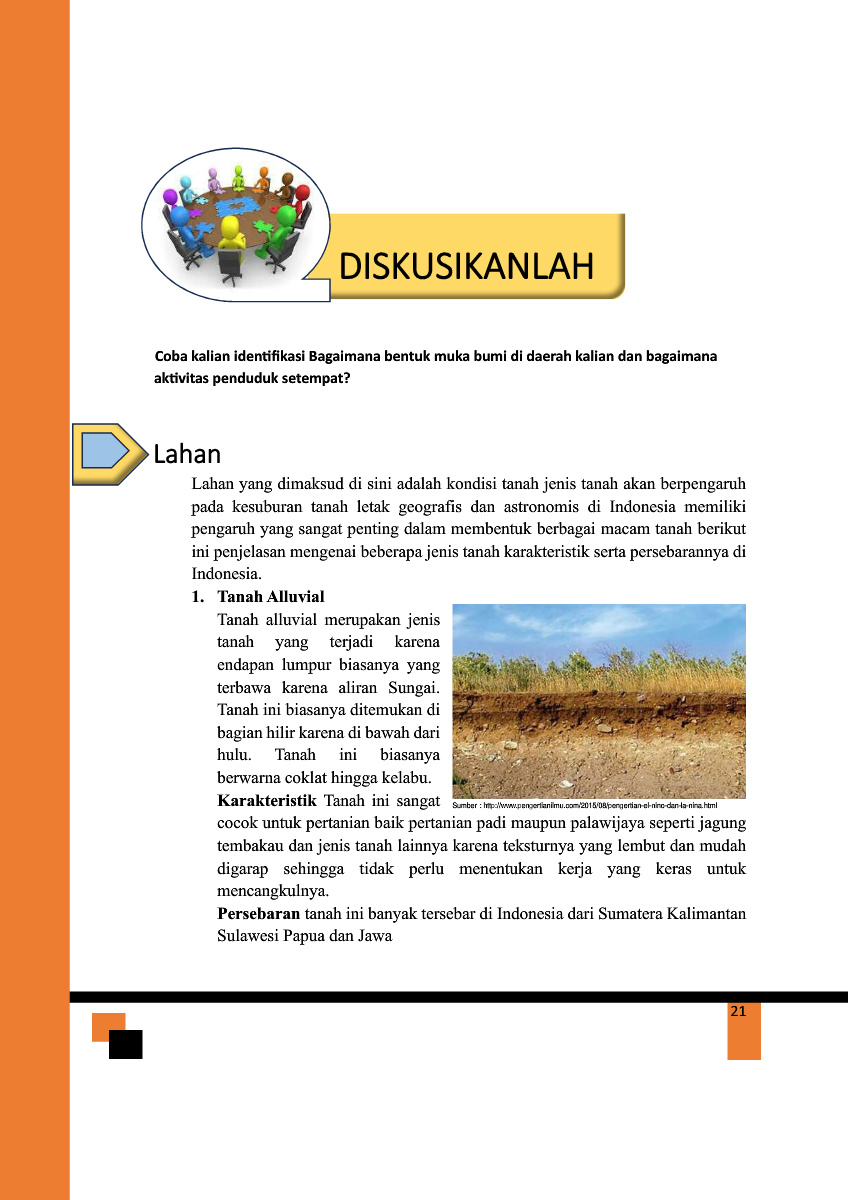 DISKUSIKANLAH
Coba kalian identifikasi Bagaimana bentuk muka bumi di daerah kalian dan bagaimana
aktivitas penduduk setempat?
Lahan
Lahan yang dimaksud di sini adalah kondisi tanah jenis tanah akan berpengaruh
pada kesuburan tanah letak geografis dan astronomis di Indonesia memiliki
pengaruh yang sangat penting dalam membentuk berbagai macam tanah berikut
ini penjelasan mengenai beberapa jenis tanah karakteristik serta persebarannya di
Indonesia.
1. Tanah Alluvial
Tanah alluvial merupakan jenis
tanah yang terjadi karena
endapan lumpur biasanya yang
terbawa karena aliran Sungai.
Tanah ini biasanya ditemukan di
bagian hilir karena di bawah dari
hulu. Tanah ini biasanya
berwarna coklat hingga kelabu.
Karakteristik Tanah ini sangat
Sumber : http://www.pengertianilmu.com/2015/08/pengertian-el-nino-dan-la-nina.html
cocok untuk pertanian baik pertanian padi maupun palawijaya seperti jagung
tembakau dan jenis tanah lainnya karena teksturnya yang lembut dan mudah
digarap sehingga tidak perlu menentukan kerja yang keras untuk
mencangkulnya.
Persebaran tanah ini banyak tersebar di Indonesia dari Sumatera Kalimantan
Sulawesi Papua dan Jawa
21